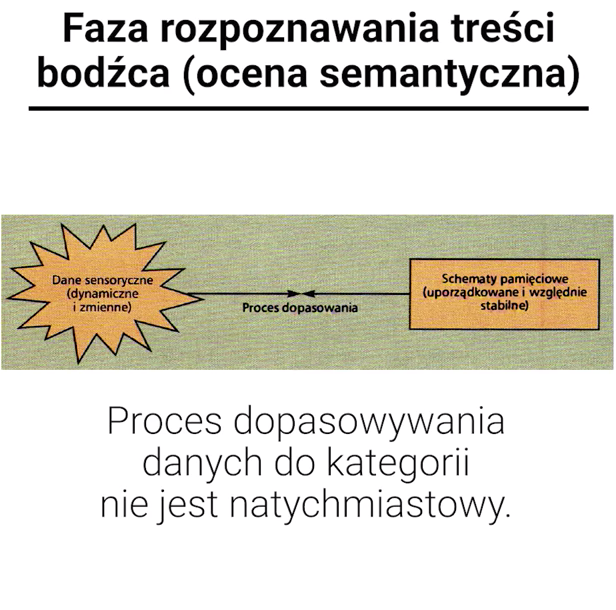 Faza rozpoznawania treści
bodźca (ocena semantyczna)
Dane sensoryczne
(dynamiczne
i zmienne)
Proces dopasowania
Schematy pamięciowe
(uporządkowane i względnie
stabilne)
Proces dopasowywania
danych do kategorii
nie jest natychmiastowy.